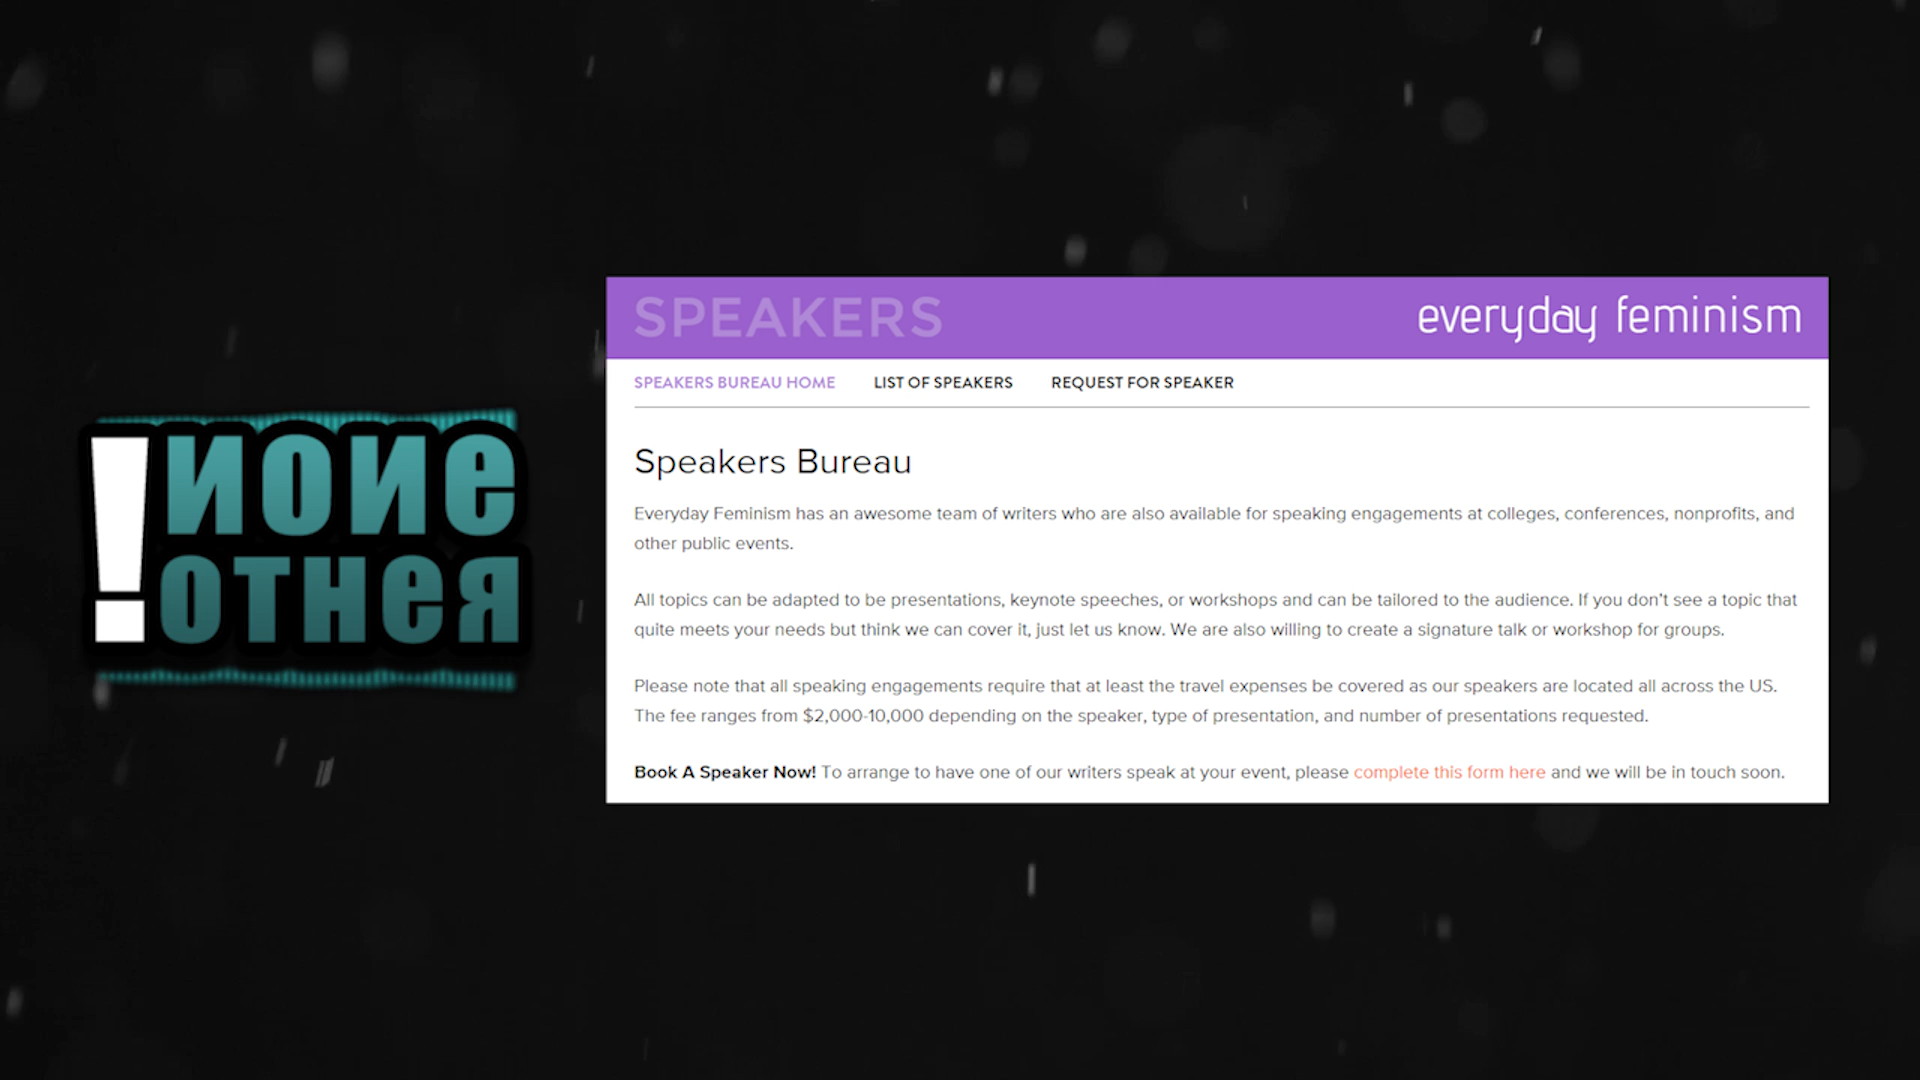 !NONE
OTHER
SPEAKERS
everyday feminism
SPEAKERS BUREAU HOME LIST OF SPEAKERS REQUEST FOR SPEAKER
Speakers Bureau
Everyday Feminism has an awesome team of writers who are also available for speaking engagements at colleges, conferences, nonprofits, and
other public events.
All topics can be adapted to be presentations, keynote speeches, or workshops and can be tailored to the audience. If you don't see a topic that
quite meets your needs but think we can cover it, just let us know. We are also willing to create a signature talk or workshop for groups.
Please note that all speaking engagements require that at least the travel expenses be covered as our speakers are located all across the US.
The fee ranges from $2,000-10,000 depending on the speaker, type of presentation, and number of presentations requested.
Book A Speaker Now! To arrange to have one of our writers speak at your event, please complete this form here and we will be in touch soon.